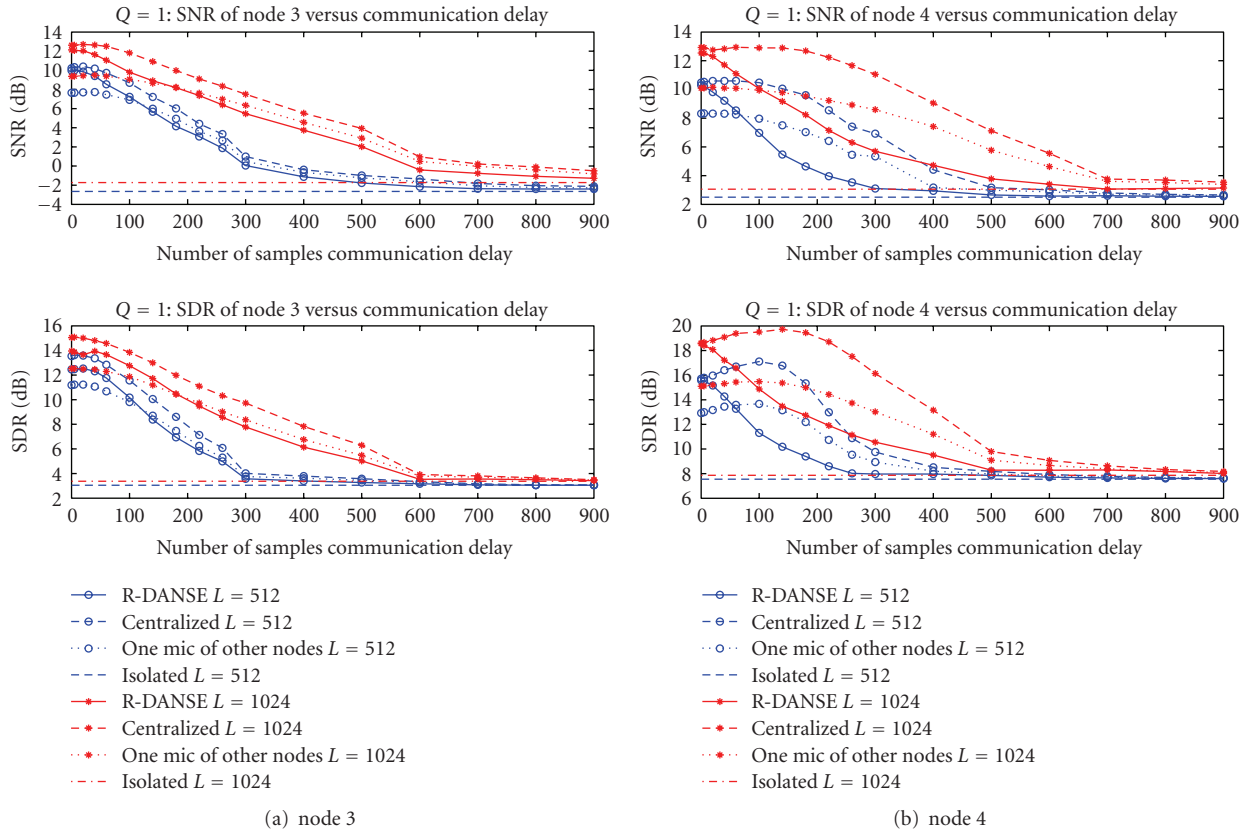 Q = 1: SNR of node 3 versus communication delay
SNR (dB)
14
12
10
8
6
4
2
0
−2
−4
0 100 200 300 400 500 600 700 800 900
Number of samples communication delay
Q = 1: SDR of node 3 versus communication delay
SDR (dB)
16
14
12
10
8
6
4
2
0 100 200 300 400 500 600 700 800 900
Number of samples communication delay
R-DANSE L = 512
Centralized L = 512
One mic of other nodes L = 512
Isolated L = 512
R-DANSE L = 1024
Centralized L = 1024
One mic of other nodes L = 1024
Isolated L = 1024
(a) node 3
Q = 1: SNR of node 4 versus communication delay
SNR (dB)
14
12
10
8
6
4
2
0 100 200 300 400 500 600 700 800 900
Number of samples communication delay
Q = 1: SDR of node 4 versus communication delay
SDR (dB)
20
18
16
14
12
10
8
6
0 100 200 300 400 500 600 700 800 900
Number of samples communication delay
R-DANSE L = 512
Centralized L = 512
One mic of other nodes L = 512
Isolated L = 512
R-DANSE L = 1024
Centralized L = 1024
One mic of other nodes L = 1024
Isolated L = 1024
(b) node 4